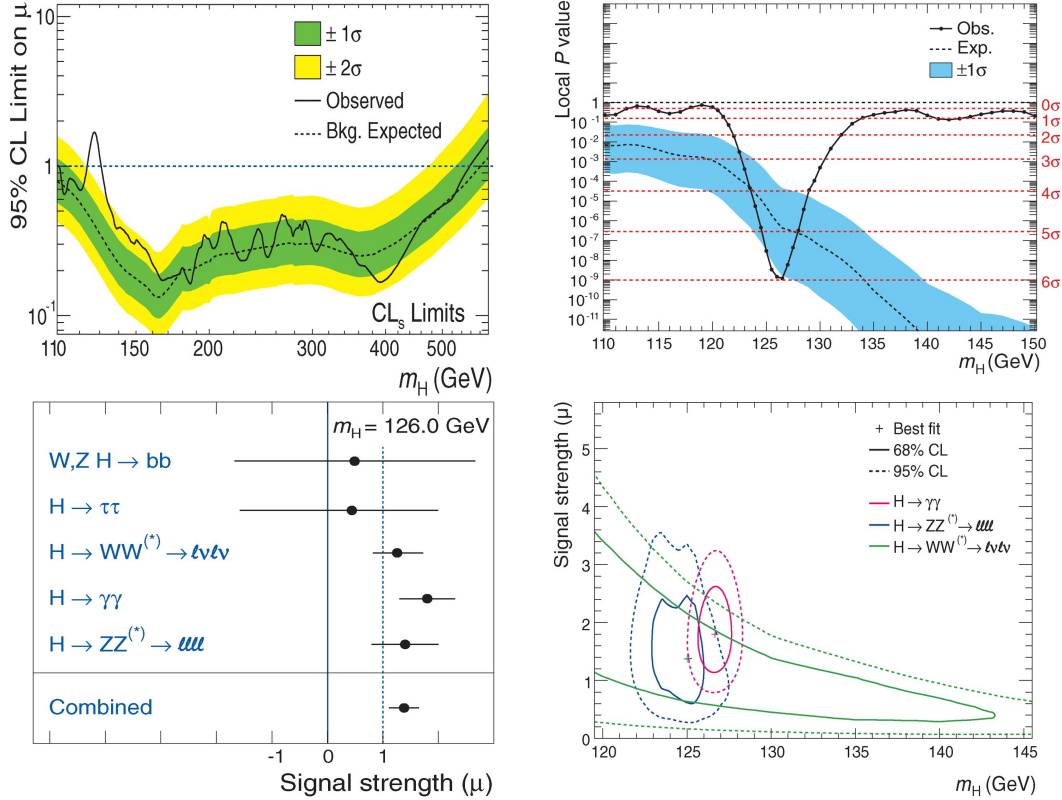 95% CL Limit on μ
10
1
10⁻¹
± 1σ
± 2σ
Observed
Bkg. Expected
CLₛ Limits
110 150 200 300 400 500
m_H (GeV)
Local P value
Obs.
Exp.
±1σ
1
10⁻¹
10⁻²
10⁻³
10⁻⁴
10⁻⁵
10⁻⁶
10⁻⁷
10⁻⁸
10⁻⁹
10⁻¹⁰
10⁻¹¹
0σ
1σ
2σ
3σ
4σ
5σ
6σ
110 115 120 125 130 135 140 145 150
m_H (GeV)
m_H = 126.0 GeV
W,Z H → bb
H → ττ
H → WW⁽*⁾ → ℓνℓν
H → γγ
H → ZZ⁽*⁾ → ℓℓℓℓ
Combined
-1 0 1
Signal strength (μ)
Signal strength (μ)
5
4
3
2
1
0
+ Best fit
68% CL
95% CL
H → γγ
H → ZZ⁽*⁾ → ℓℓℓℓ
H → WW⁽*⁾ → ℓνℓν
120 125 130 135 140 145
m_H (GeV)